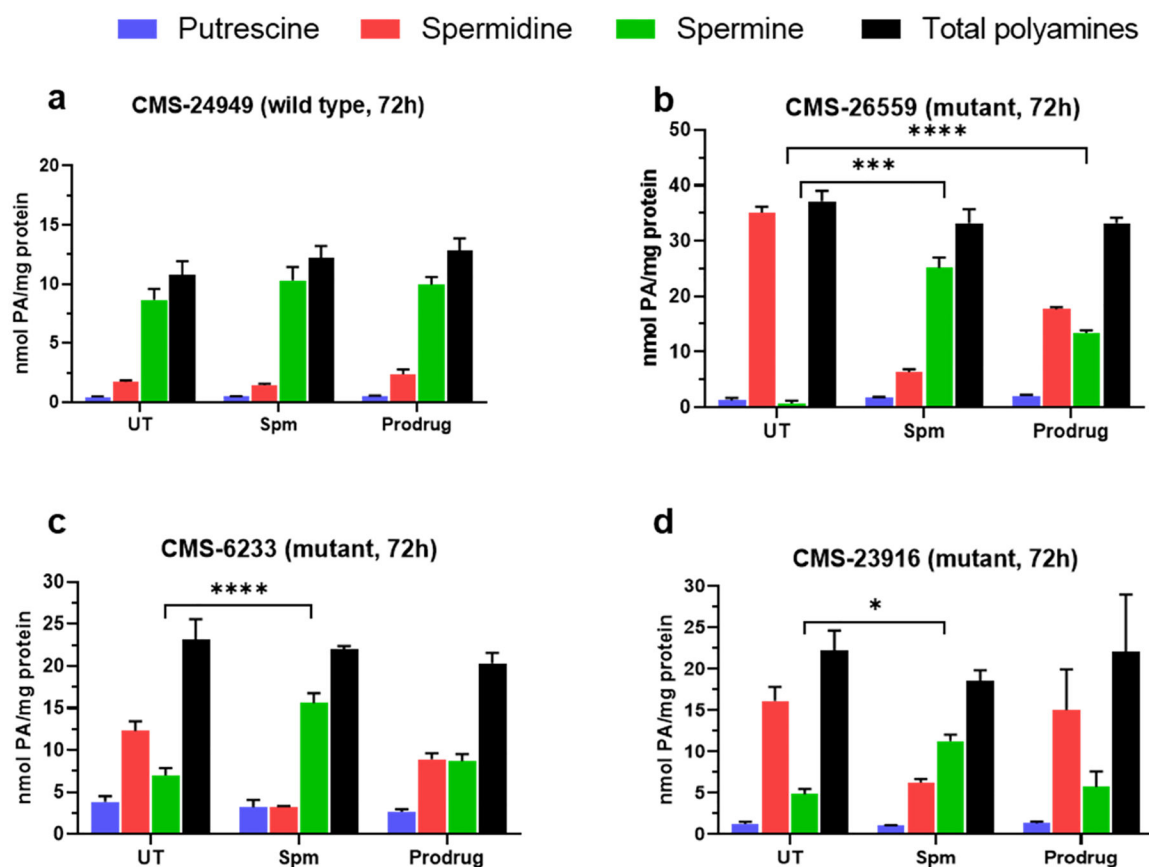 Putrescine Spermidine Spermine Total polyamines
a
CMS-24949 (wild type, 72h)
nmol PA/mg protein
20
15
10
5
0
UT Spm Prodrug
b
CMS-26559 (mutant, 72h)
****
***
nmol PA/mg protein
50
40
30
20
10
0
UT Spm Prodrug
c
CMS-6233 (mutant, 72h)
****
nmol PA/mg protein
30
25
20
15
10
5
0
UT Spm Prodrug
d
CMS-23916 (mutant, 72h)
*
nmol PA/mg protein
30
25
20
15
10
5
0
UT Spm Prodrug